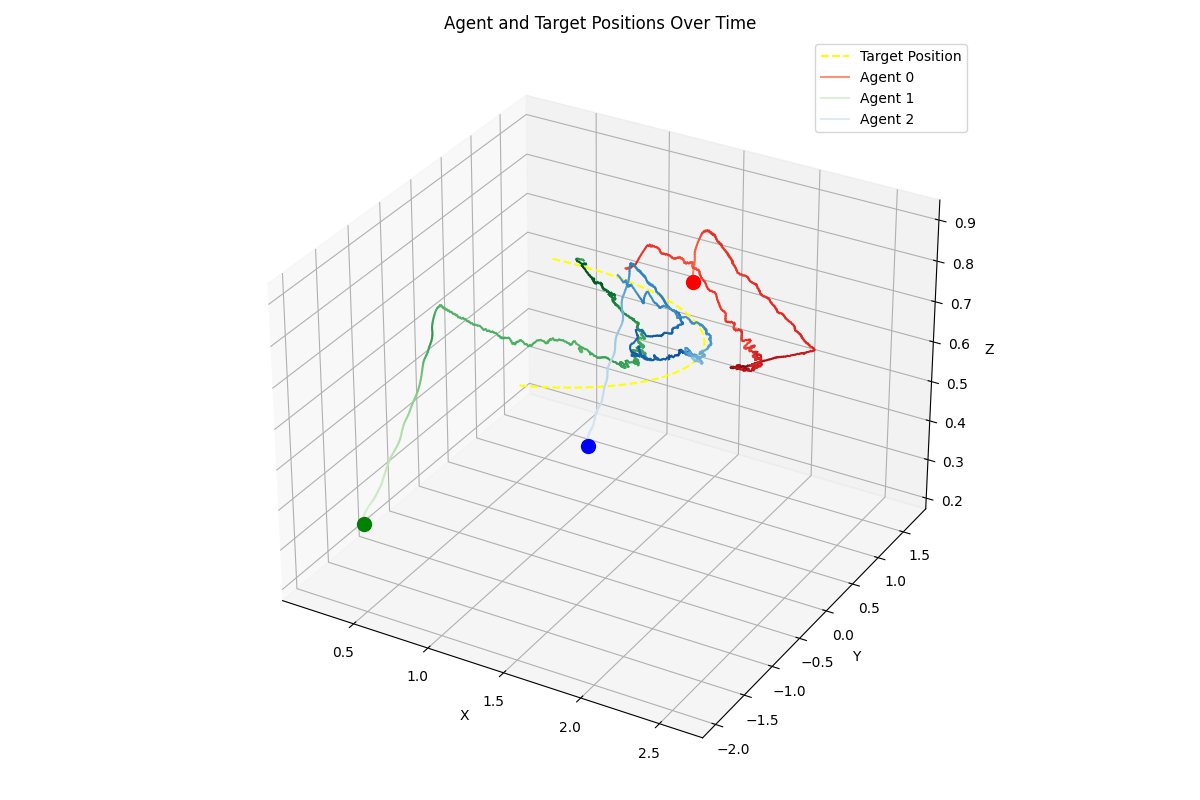 Agent and Target Positions Over Time
Target Position
Agent 0
Agent 1
Agent 2
0.9
0.8
0.7
0.6
0.5
0.4
0.3
0.2
Z
1.5
1.0
0.5
0.0
−0.5
−1.0
−1.5
−2.0
Y
0.5
1.0
1.5
2.0
2.5
X